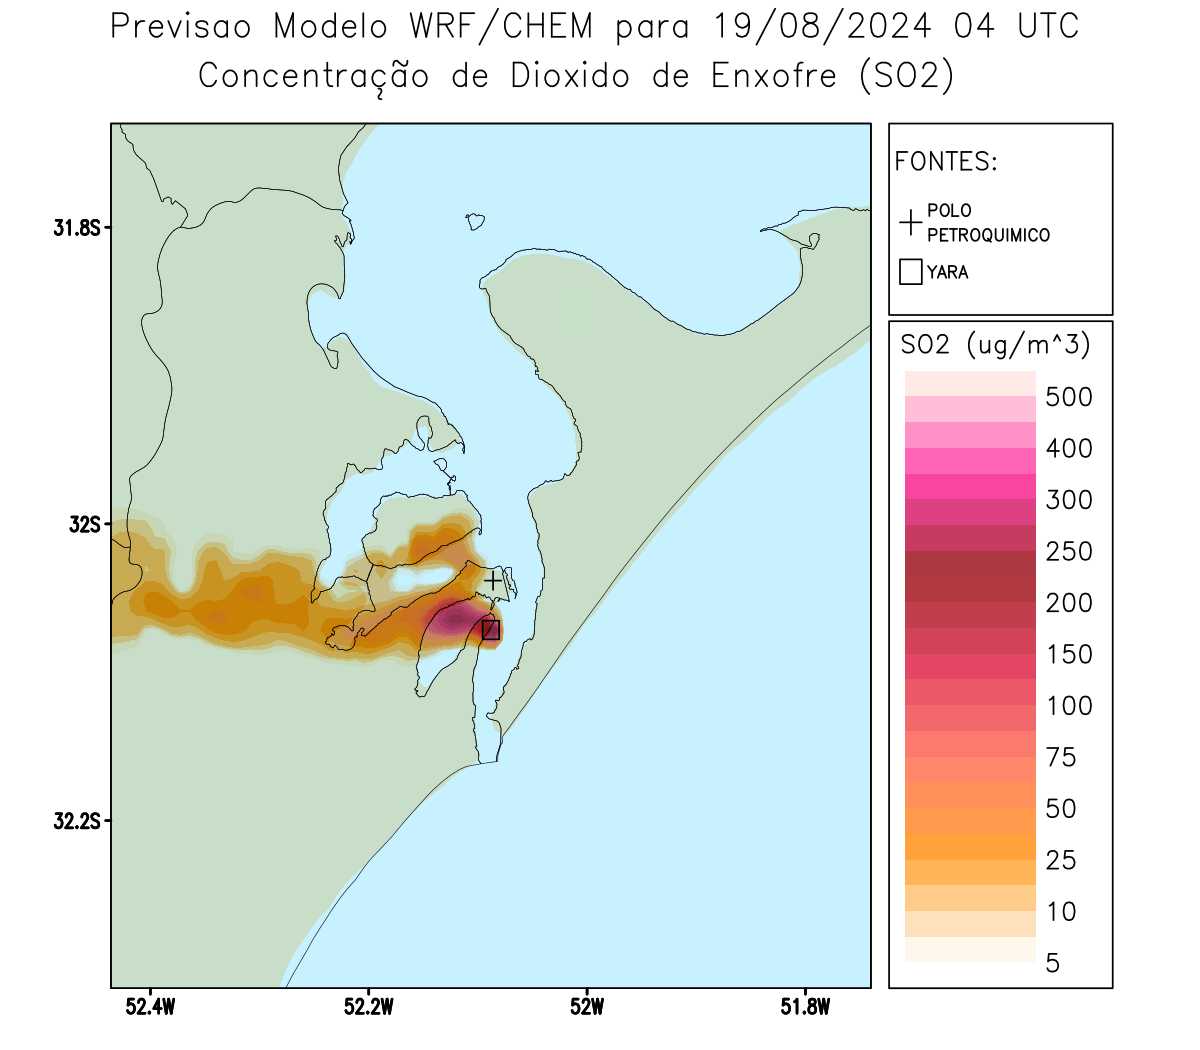 Previsao Modelo WRF/CHEM para 19/08/2024 04 UTC
Concentração de Dioxido de Enxofre (SO2)
FONTES:
POLO
PETROQUIMICO
YARA
SO2 (ug/m^3)
500
400
300
250
200
150
100
75
50
25
10
5
31.8S
32S
32.2S
52.4W
52.2W
52W
51.8W